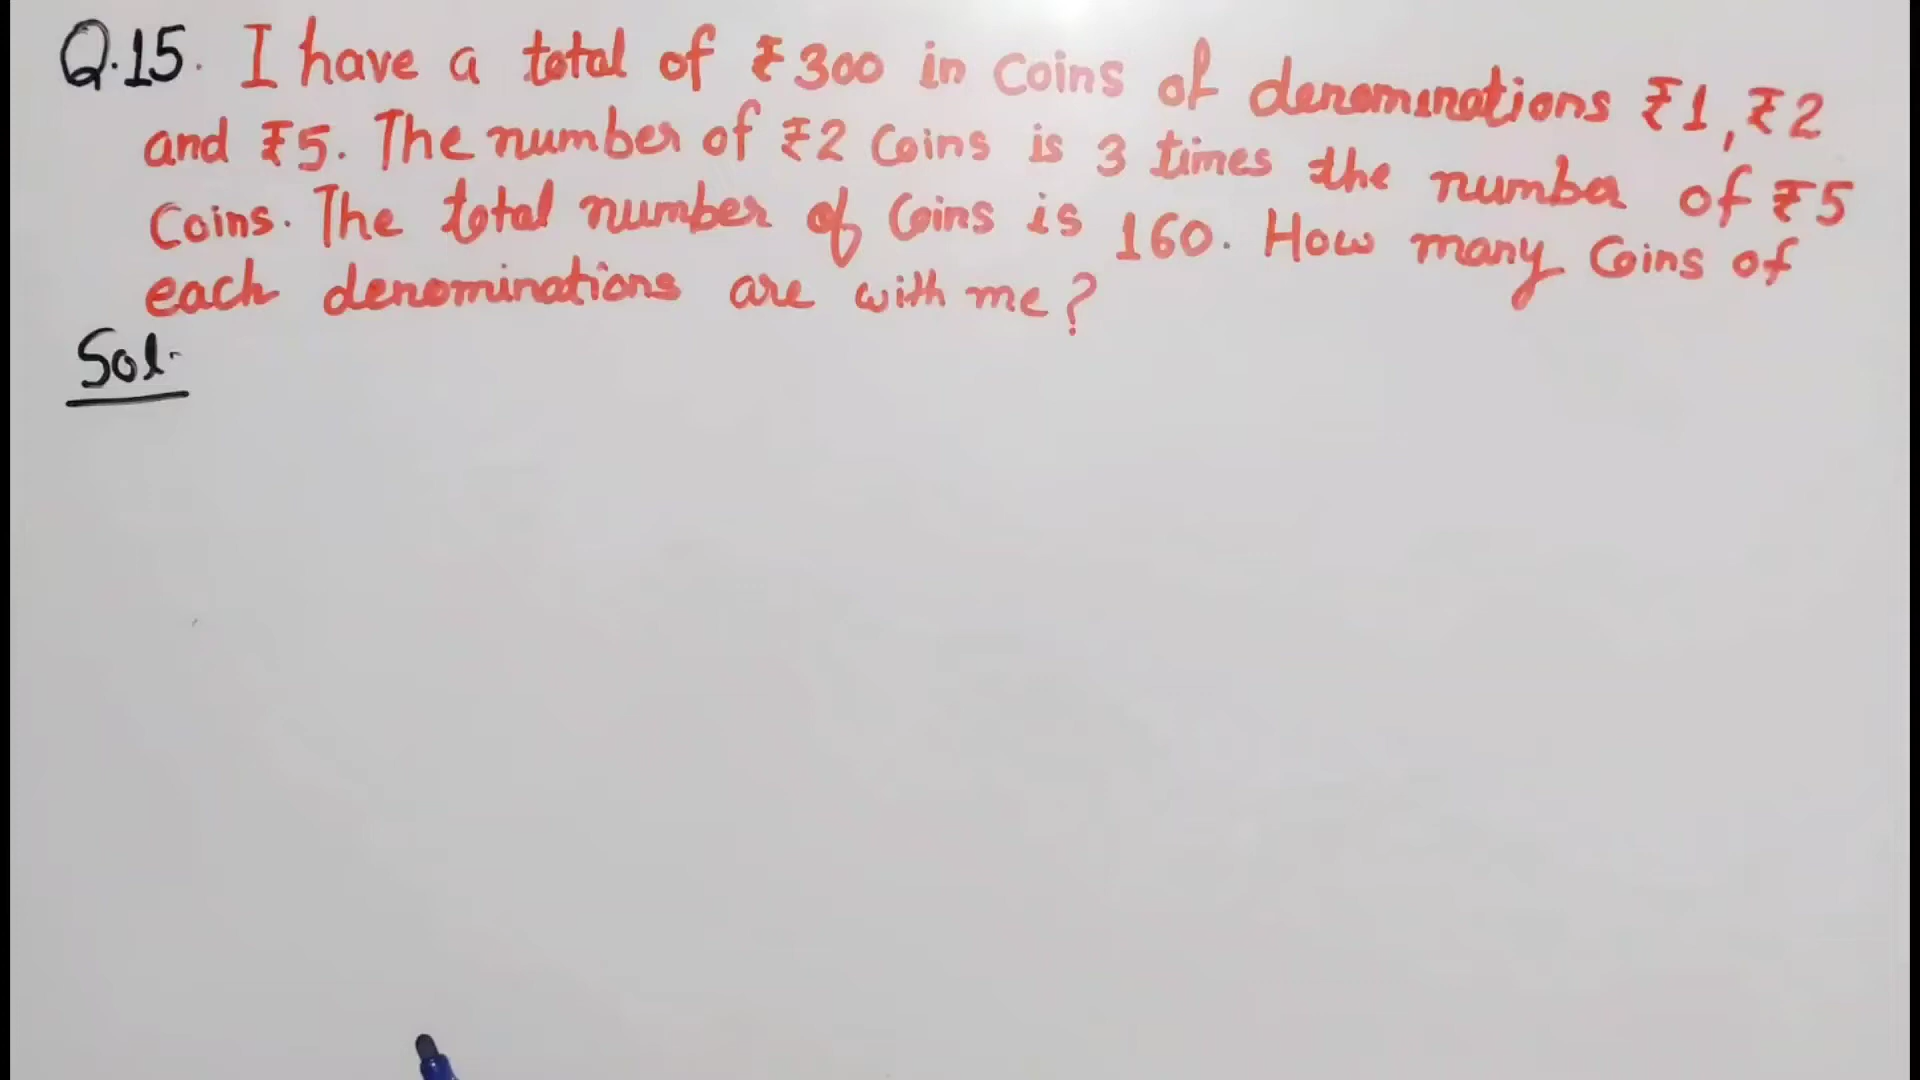 Q.15. I have a total of ₹300 in coins of denominations ₹1, ₹2
and ₹5. The number of ₹2 coins is 3 times the number of ₹5
coins. The total number of coins is 160. How many coins of
each denominations are with me?
Sol.